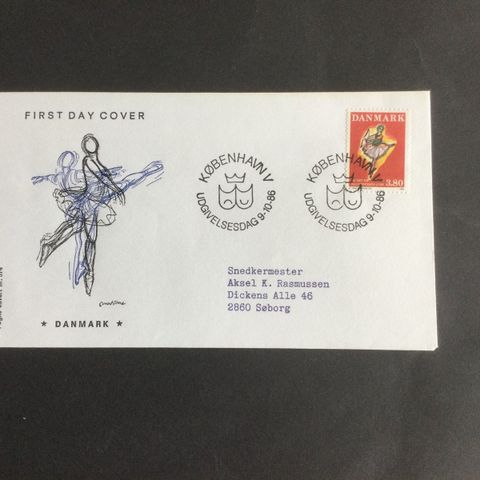 FIRST DAY COVER
DANMARK
3.80
KØBENHAVN V
UDGIVELSESDAG 9-10-86
KØBENHAVN V
UDGIVELSESDAG 9-10-86
Snedkermester
Aksel K. Rasmussen
Dickens Alle 46
2860 Søborg
★ DANMARK ★